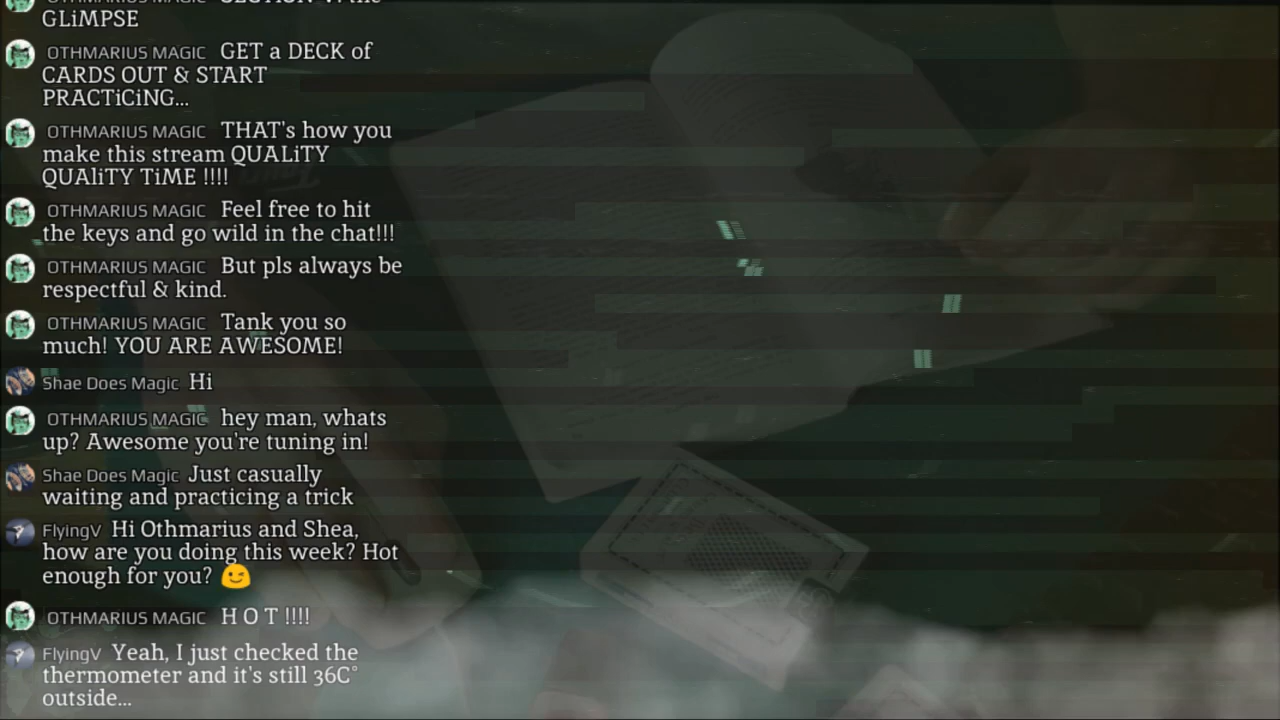 GLiMPSE
OTHMARIUS MAGIC GET a DECK of
CARDS OUT & START
PRACTiCiNG...
OTHMARIUS MAGIC THAT's how you
make this stream QUALiTY
QUAliTY TiME !!!!
OTHMARIUS MAGIC Feel free to hit
the keys and go wild in the chat!!!
OTHMARIUS MAGIC But pls always be
respectful & kind.
OTHMARIUS MAGIC Tank you so
much! YOU ARE AWESOME!
Shae Does Magic Hi
OTHMARIUS MAGIC hey man, whats
up? Awesome you're tuning in!
Shae Does Magic Just casually
waiting and practicing a trick
FlyingV Hi Othmarius and Shea,
how are you doing this week? Hot
enough for you? 😉
OTHMARIUS MAGIC H O T !!!!
FlyingV Yeah, I just checked the
thermometer and it's still 36C°
outside...